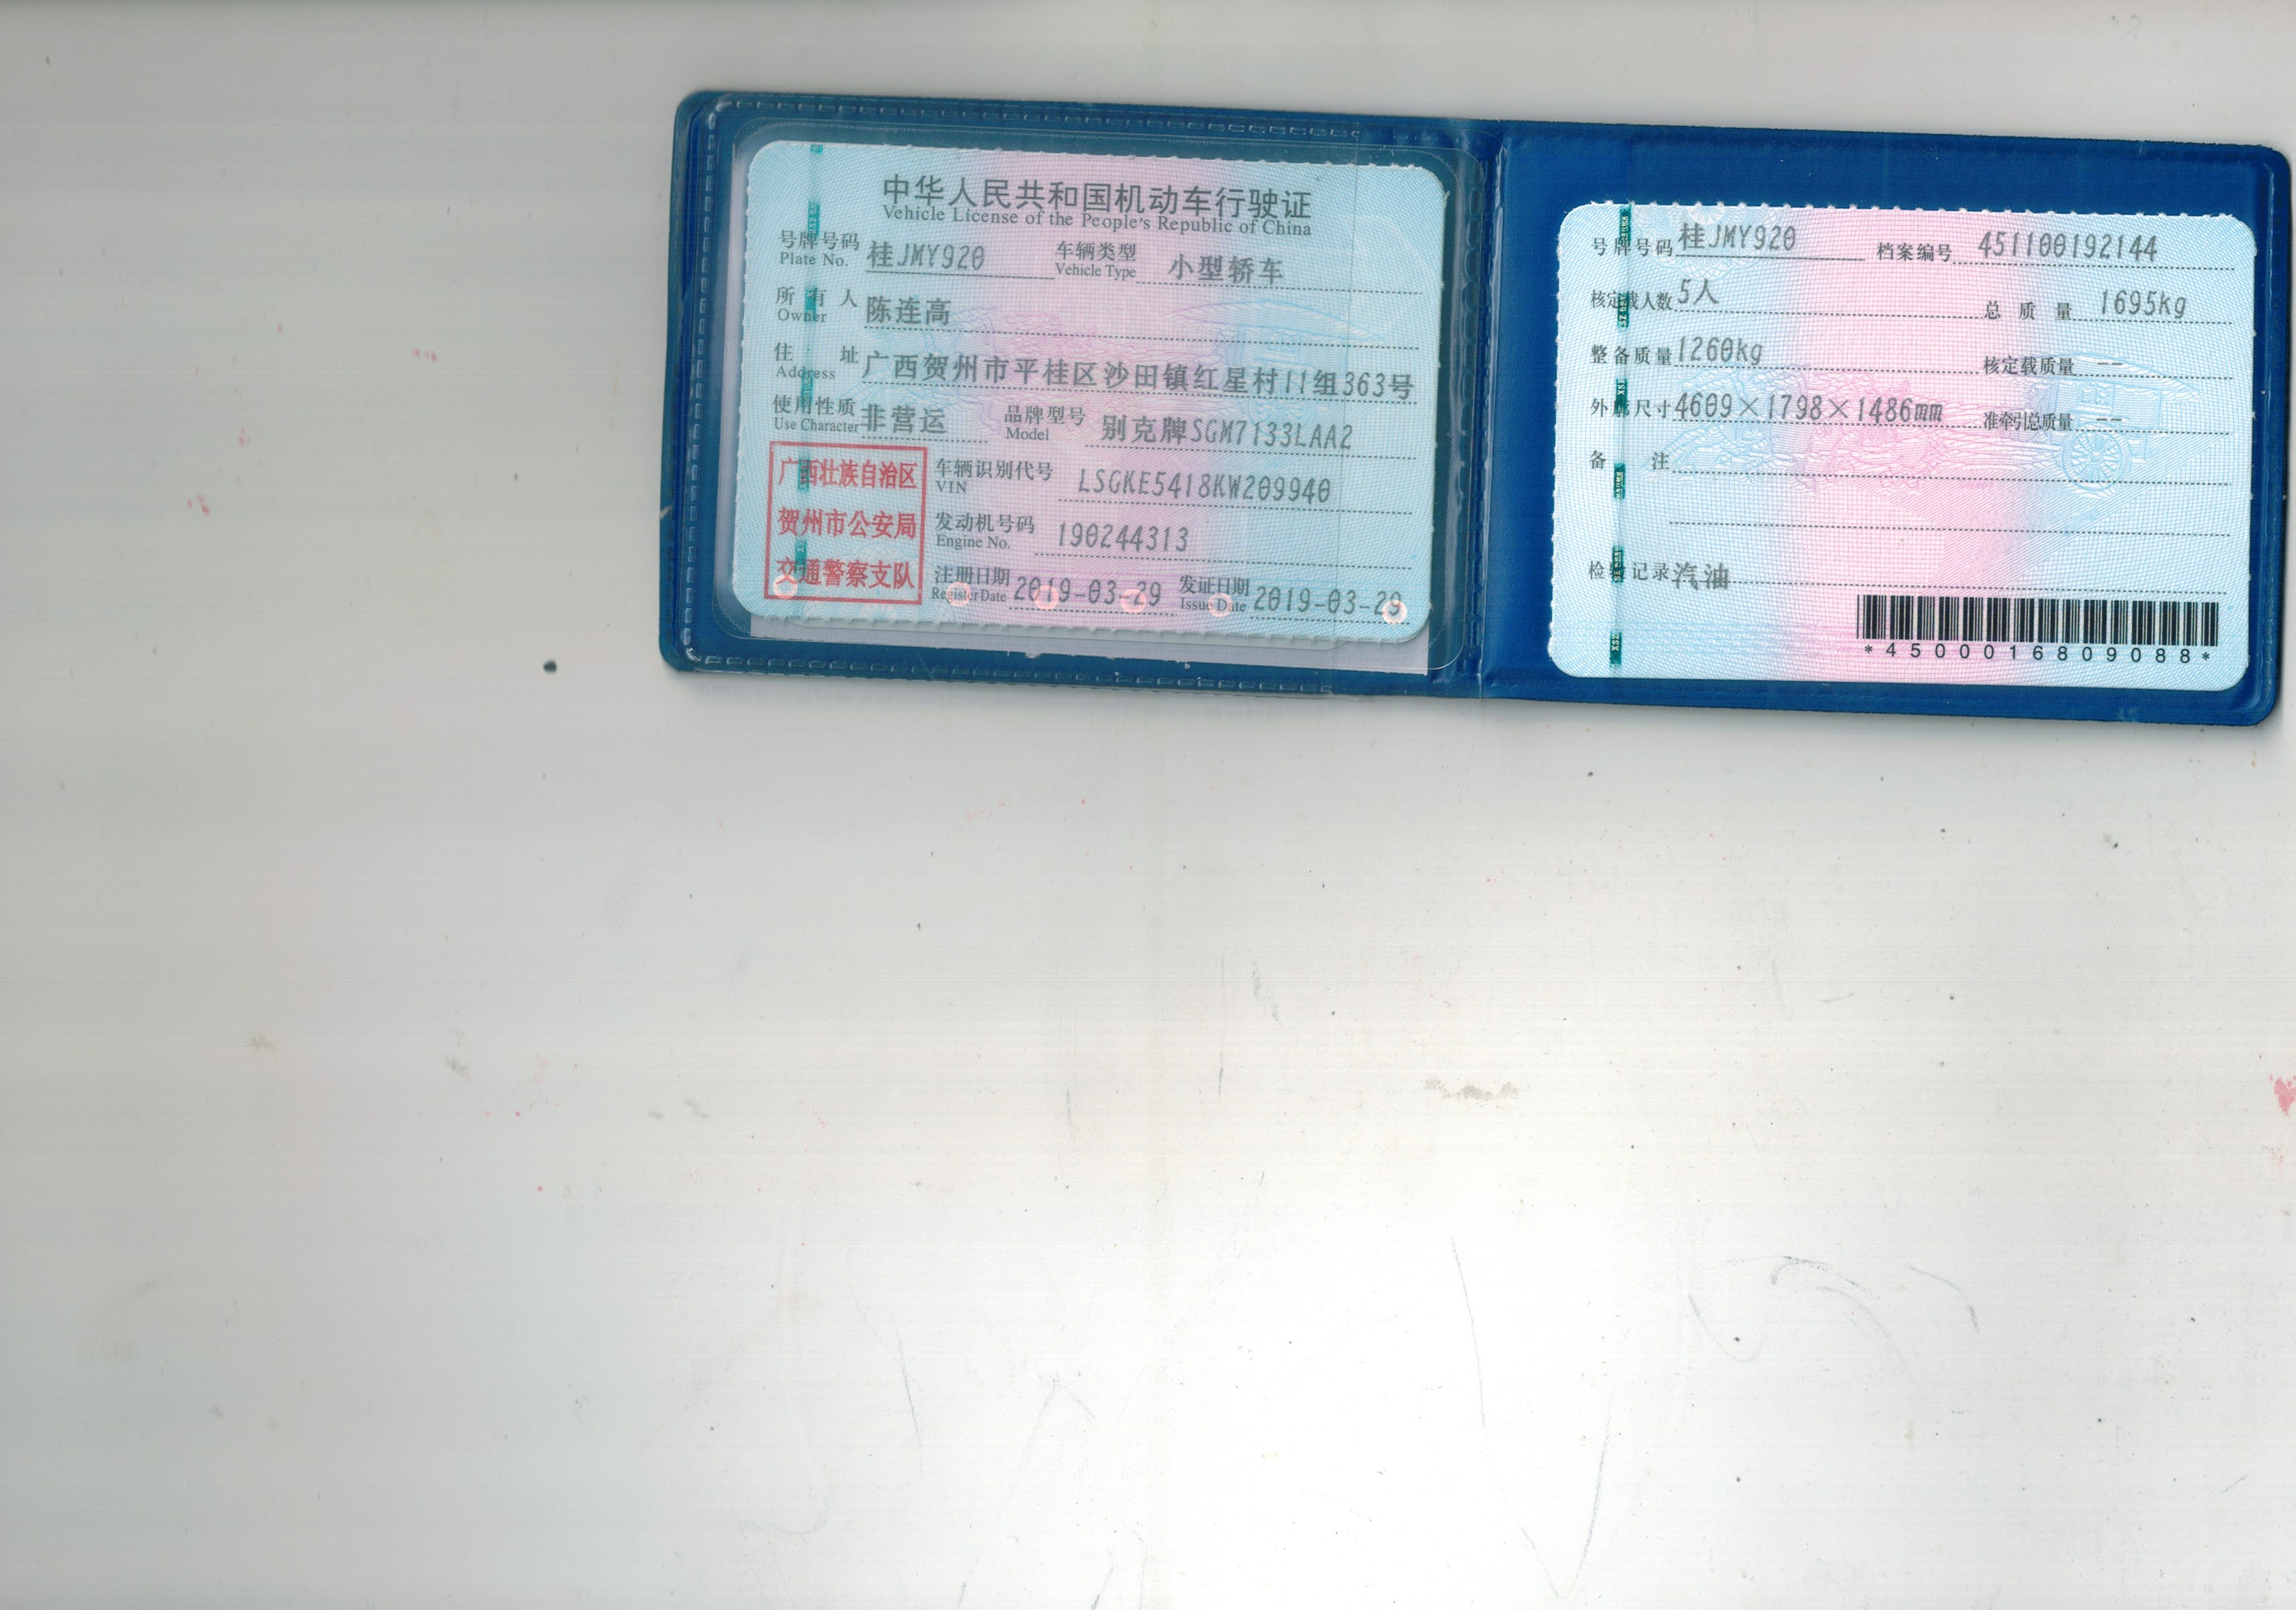 中华人民共和国机动车行驶证
Vehicle License of the People's Republic of China
号牌号码 桂JMY920 车辆类型 小型轿车
Plate No. Vehicle Type
所有人 陈连高
Owner
住址 广西贺州市平桂区沙田镇红星村11组363号
Address
使用性质 非营运 品牌型号 别克牌SGM7133LAA2
Use Character Model
广西壮族自治区
贺州市公安局
交通警察支队
车辆识别代号 LSGKE5418KW209940
VIN
发动机号码 190244313
Engine No.
注册日期 2019-03-29 发证日期 2019-03-29
Register Date Issue Date
号牌号码 桂JMY920 档案编号 451100192144
核定载人数 5人 总质量 1695kg
整备质量 1260kg 核定载质量 --
外廓尺寸 4609×1798×1486mm 准牵引总质量 --
备注
检验记录 汽油
*4500016809088*